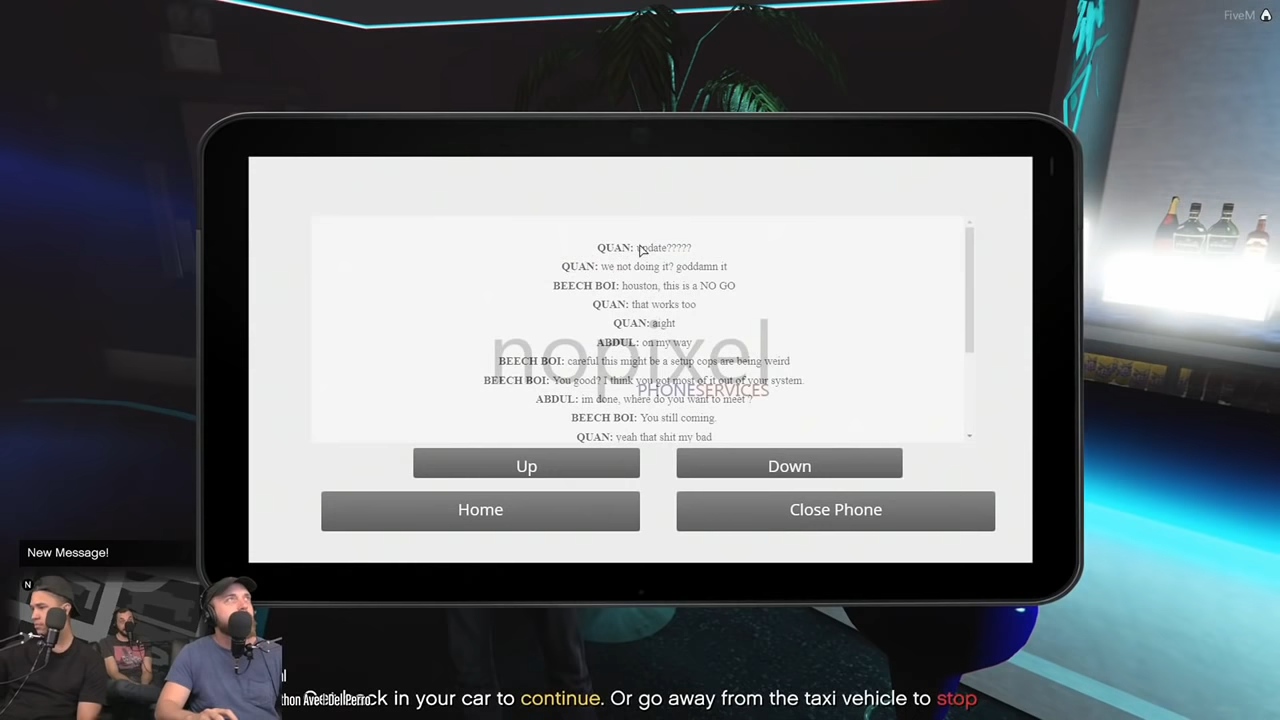 FiveM
QUAN: update?????
QUAN: we not doing it? goddamn it
BEECH BOI: houston, this is a NO GO
QUAN: that works too
QUAN: aight
ABDUL: on my way
BEECH BOI: careful this might be a setup cops are being weird
BEECH BOI: You good? I think you got most of it out of your system.
ABDUL: im done, where do you want to meet ?
BEECH BOI: You still coming.
QUAN: yeah that shit my bad
nopixel
PHONESERVICES
Up
Down
Home
Close Phone
New Message!
N
in your car to continue. Or go away from the taxi vehicle to stop